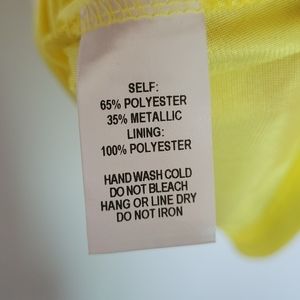 SELF:
65% POLYESTER
35% METALLIC
LINING:
100% POLYESTER
HAND WASH COLD
DO NOT BLEACH
HANG OR LINE DRY
DO NOT IRON